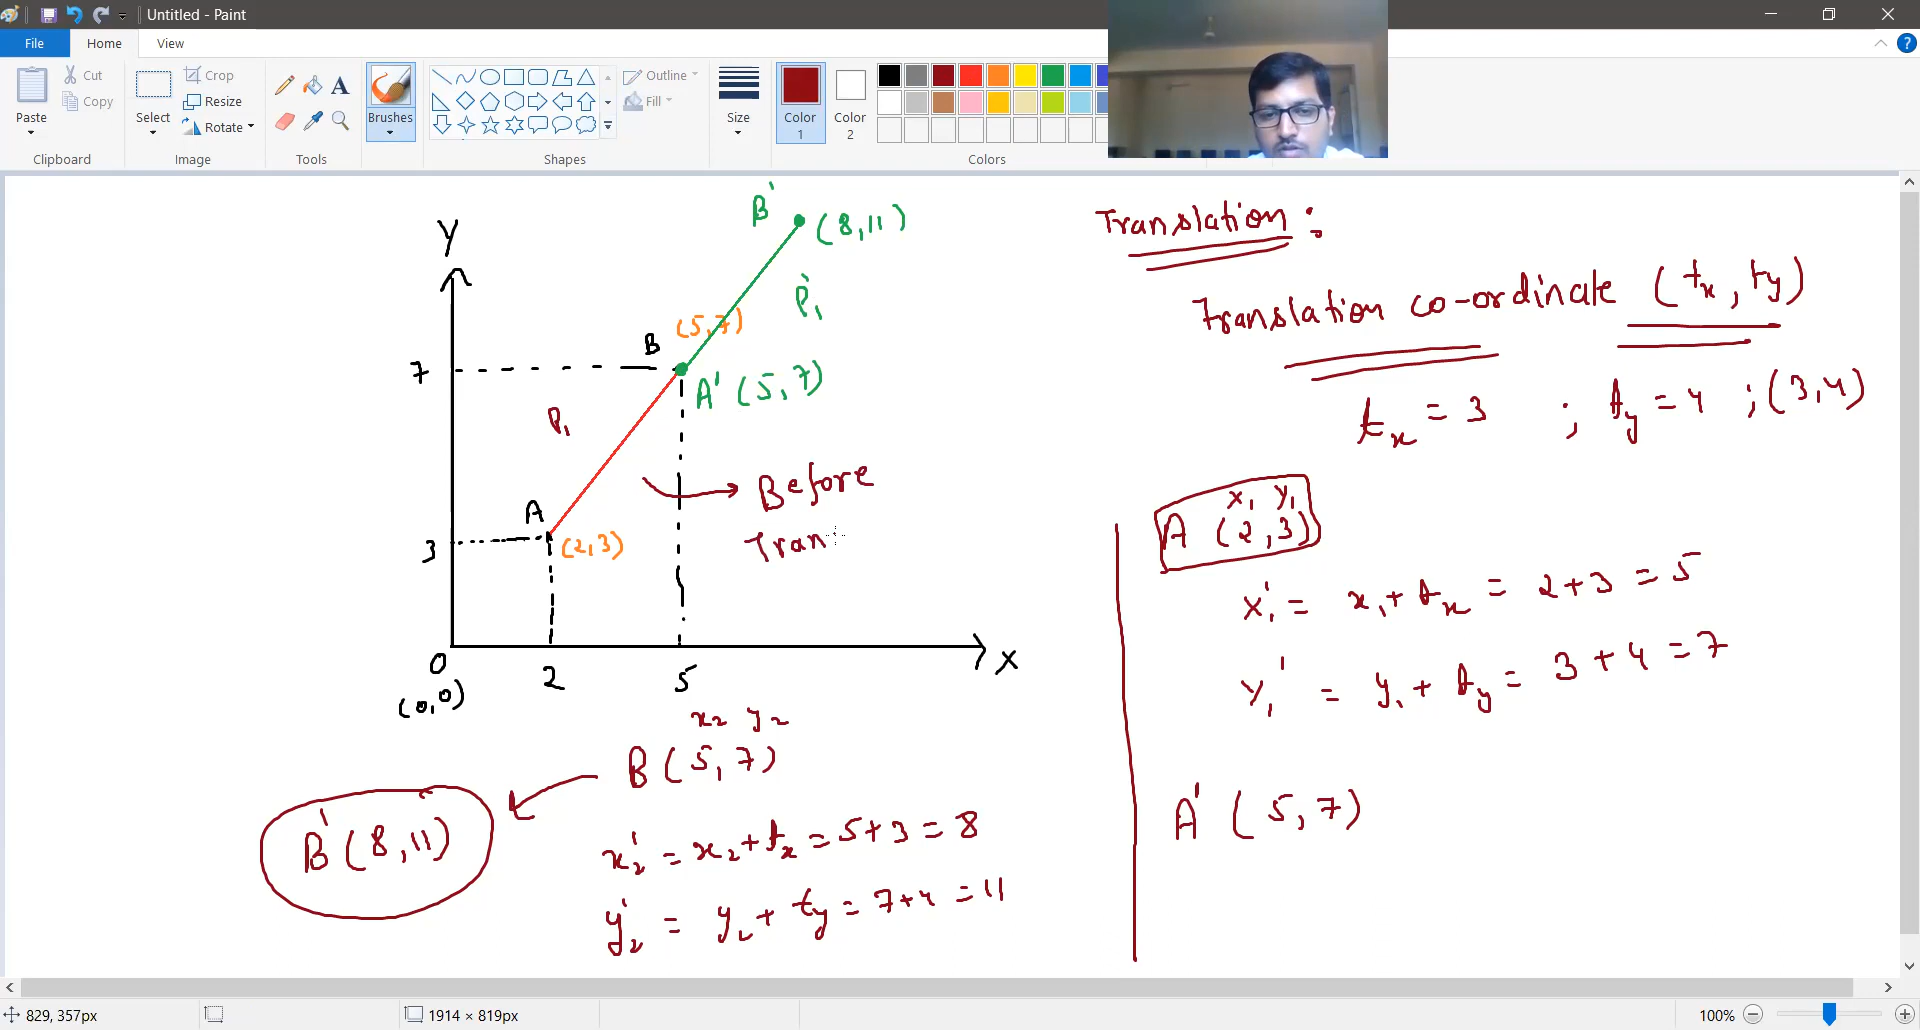 Untitled - Paint
File Home View
Paste
Cut
Copy
Clipboard
Select
Crop
Resize
Rotate
Image
Tools
Brushes
Outline
Fill
Shapes
Size
Color 1
Color 2
Colors
Y
B' (8,11)
P₁'
(5,7)
B
7
A' (5,7)
P₁
Before
Tran
A
(2,3)
3
0
(0,0)
2
5
X
x₂ y₂
B (5,7)
B' (8,11)
x₂' = x₂ + tx = 5+3 = 8
y₂' = y₂ + ty = 7+4 = 11
Translation :
Translation co-ordinate (tx, ty)
tx = 3 ; ty = 4 ; (3,4)
x₁ y₁
A (2,3)
x₁' = x₁ + tx = 2+3 = 5
y₁' = y₁ + ty = 3+4 = 7
A' (5,7)
829, 357px
1914 × 819px
100%